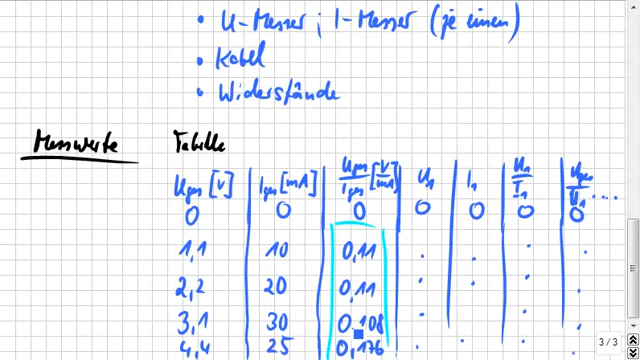 • U-Messer ; I-Messer (je einen)
• Kabel
• Widerstände
Messwerte Tabelle
Uges [V] | Iges [mA] | Uges/Iges [V/mA] | U1 | I1 | U1/I1 | Uges/U1 ...
0 | 0 | 0 | 0 | 0 | 0 | 0
1,1 | 10 | 0,11 | . | . | . | .
2,2 | 20 | 0,11 | . | . | . | .
3,1 | 30 | 0,108 | . | . | . | .
4,4 | 25 | 0,176 | . | . | . | .
3/3